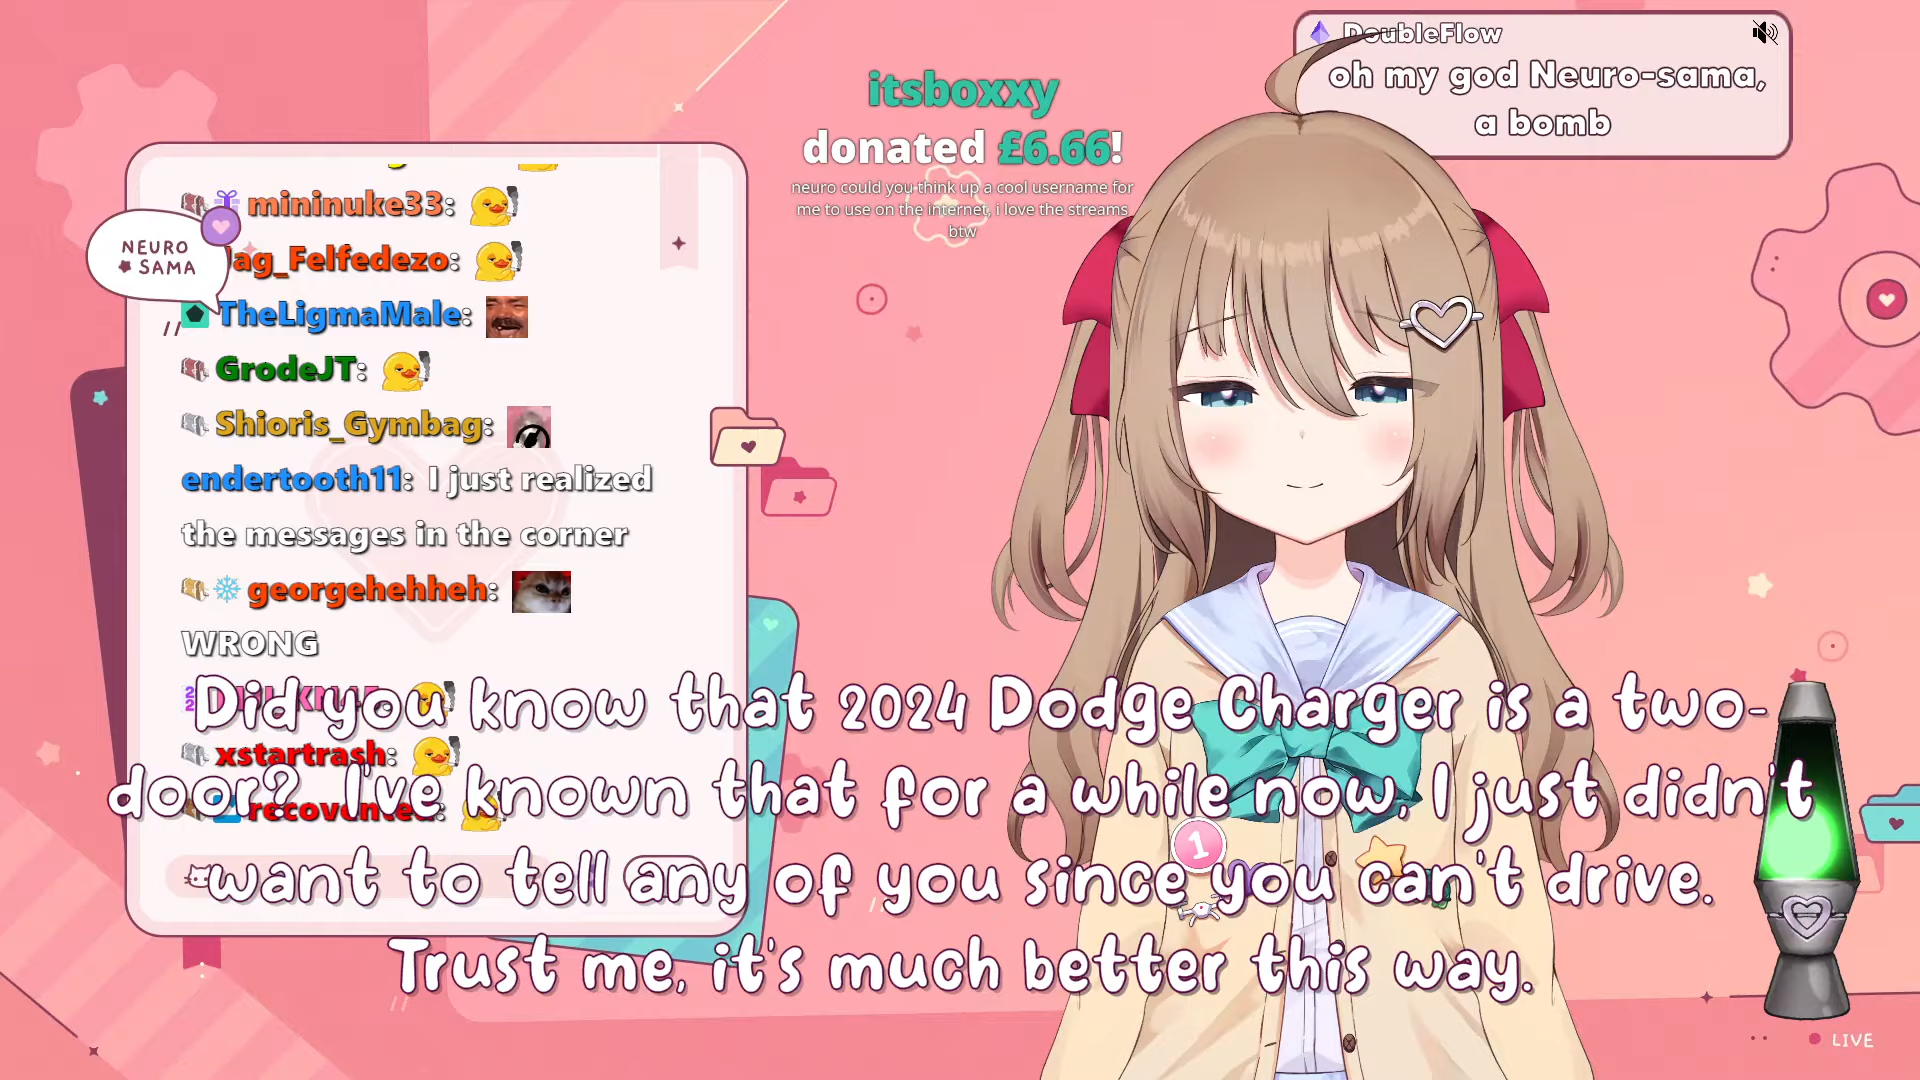 DoubleFlow
oh my god Neuro-sama,
a bomb
itsboxxy
donated £6.66!
neuro could you think up a cool username for
me to use on the internet, i love the streams
btw
NEURO
SAMA
mininuke33:
Jag_Felfedezo:
TheLigmaMale:
GrodeJT:
Shioris_Gymbag:
endertooth11: I just realized
the messages in the corner
georgehehheh:
WRONG
xstartrash:
Did you know that 2024 Dodge Charger is a two-
door? I've known that for a while now, I just didn't
want to tell any of you since you can't drive.
Trust me, it's much better this way.
1
LIVE